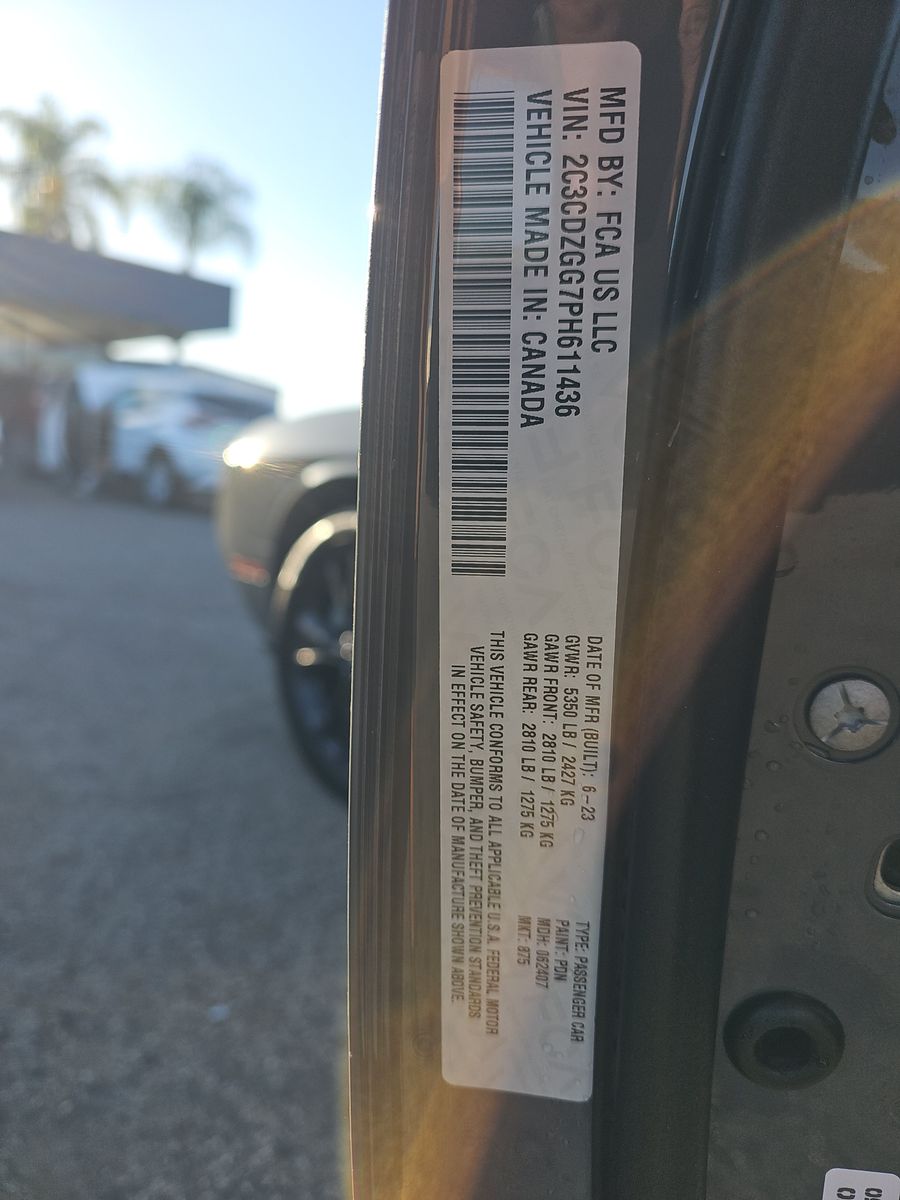 MFD BY: FCA US LLC
VIN: 2C3CDZGG7PH611436
VEHICLE MADE IN: CANADA
DATE OF MFR (BUILT): 6-23
GVWR: 5350 LB / 2427 KG
GAWR FRONT: 2810 LB / 1275 KG
GAWR REAR: 2810 LB / 1275 KG
TYPE: PASSENGER CAR
PAINT: PDN
MDH: 062407
MKT: 875
THIS VEHICLE CONFORMS TO ALL APPLICABLE U.S.A. FEDERAL MOTOR
VEHICLE SAFETY, BUMPER, AND THEFT PREVENTION STANDARDS
IN EFFECT ON THE DATE OF MANUFACTURE SHOWN ABOVE.